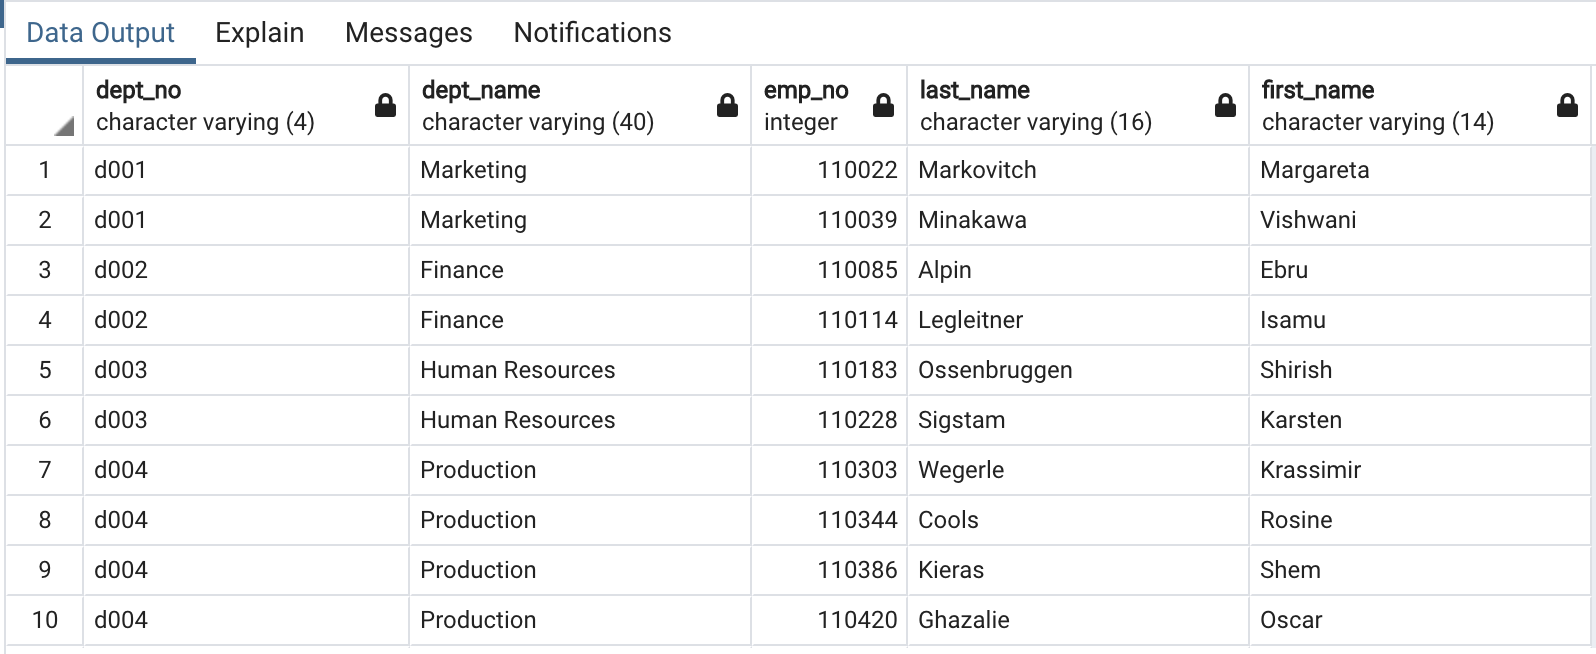 Data Output Explain Messages Notifications
dept_no dept_name emp_no last_name first_name
character varying (4) character varying (40) integer character varying (16) character varying (14)
1 d001 Marketing 110022 Markovitch Margareta
2 d001 Marketing 110039 Minakawa Vishwani
3 d002 Finance 110085 Alpin Ebru
4 d002 Finance 110114 Legleitner Isamu
5 d003 Human Resources 110183 Ossenbruggen Shirish
6 d003 Human Resources 110228 Sigstam Karsten
7 d004 Production 110303 Wegerle Krassimir
8 d004 Production 110344 Cools Rosine
9 d004 Production 110386 Kieras Shem
10 d004 Production 110420 Ghazalie Oscar